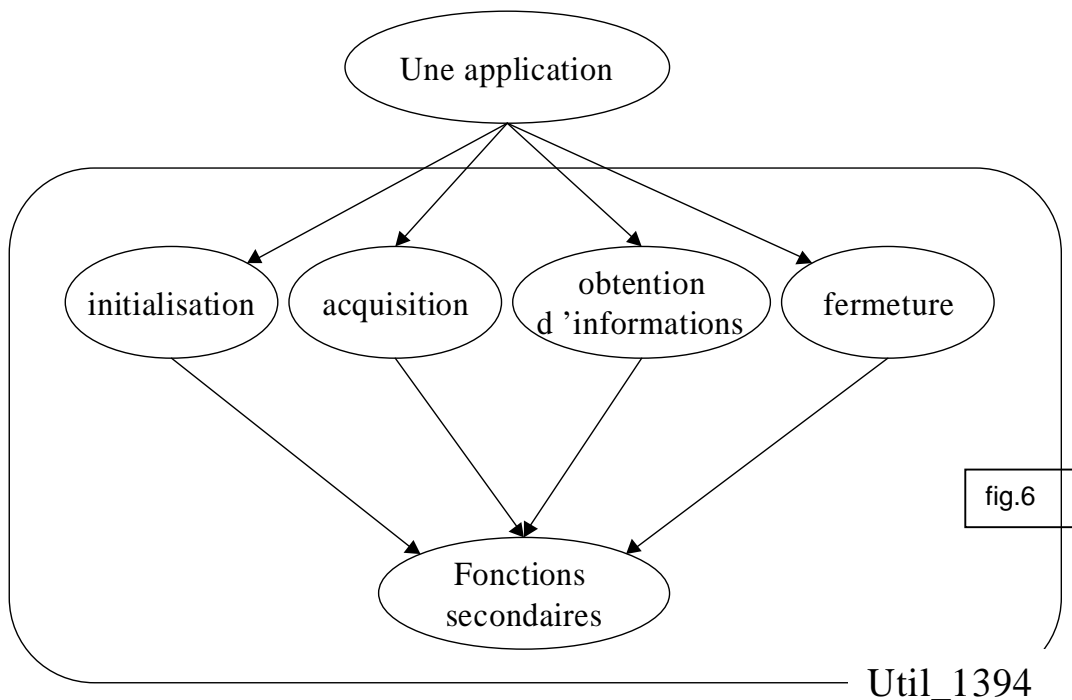 Une application
initialisation
acquisition
obtention
d ’informations
fermeture
fig.6
Fonctions
secondaires
Util_1394